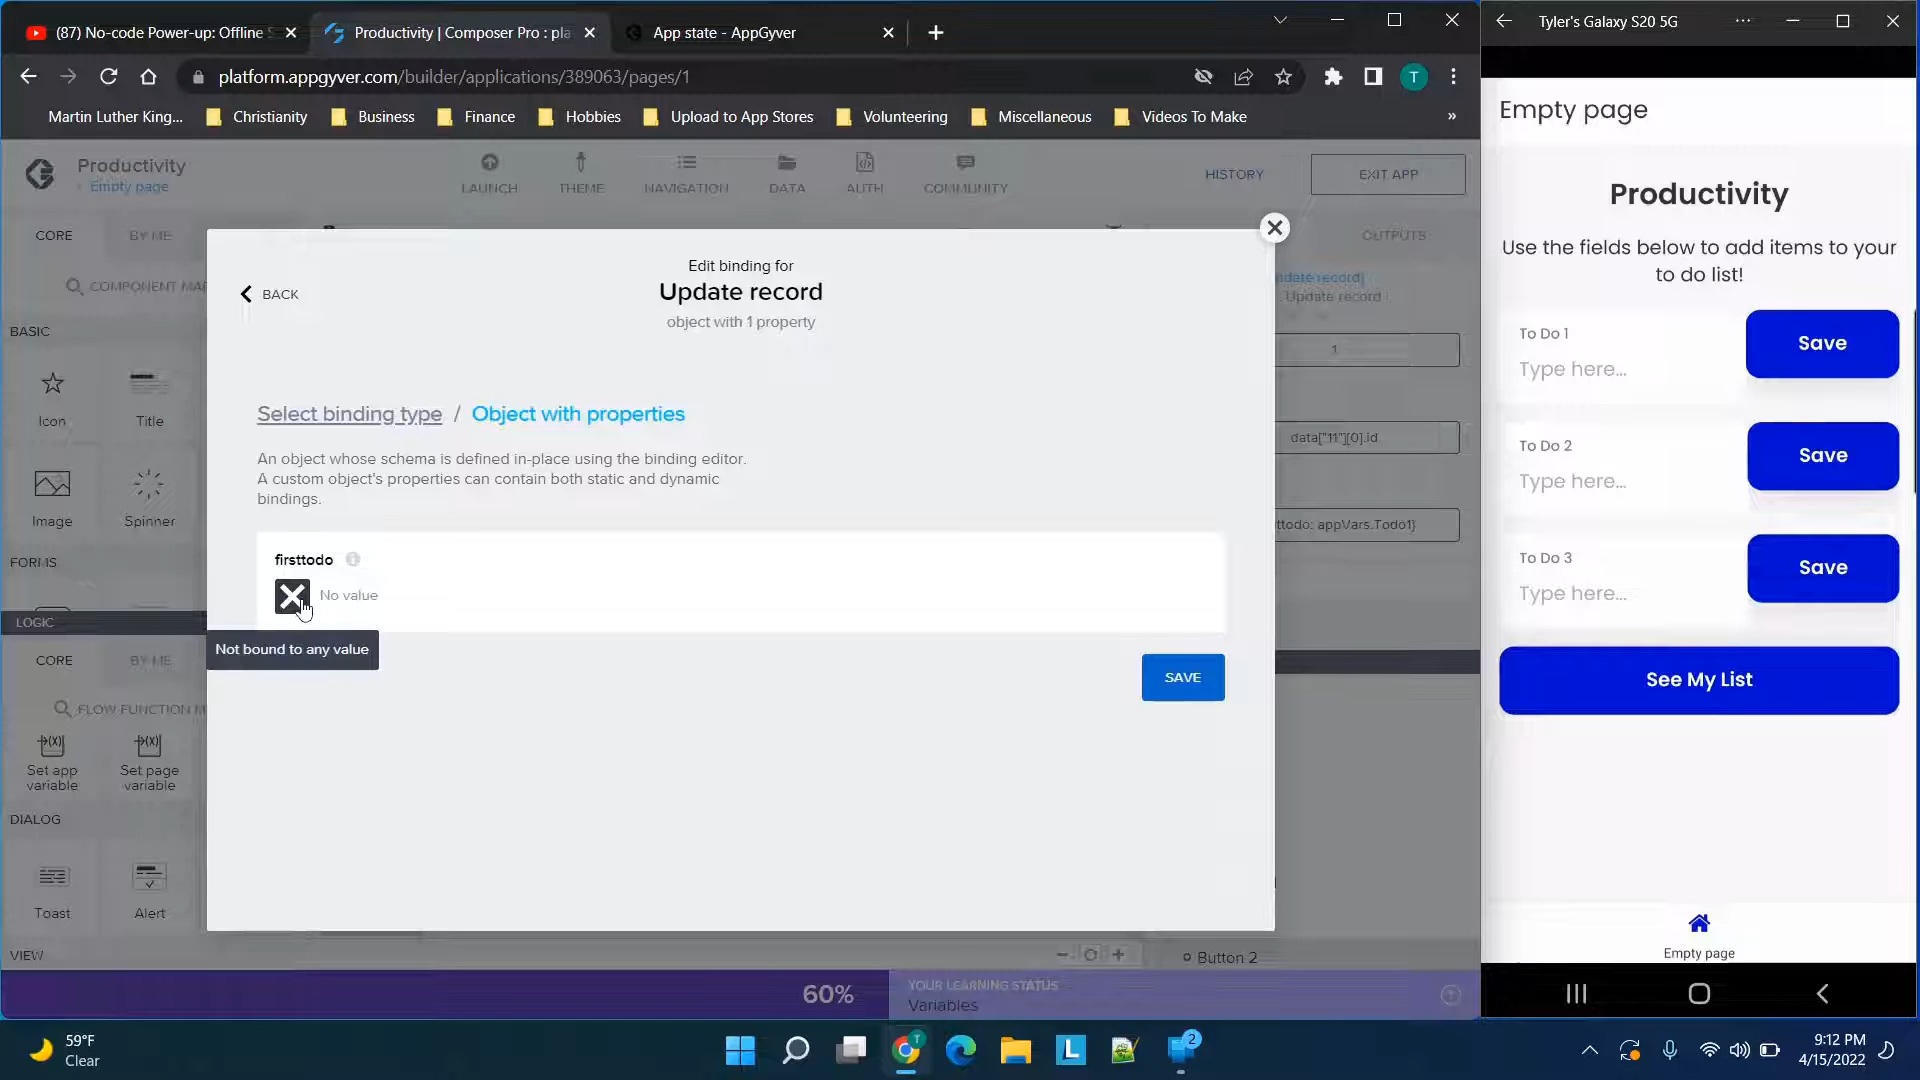 (87) No-code Power-up: Offline S
Productivity | Composer Pro : pla
App state - AppGyver
Tyler's Galaxy S20 5G
platform.appgyver.com/builder/applications/389063/pages/1
T
Martin Luther King...
Christianity
Business
Finance
Hobbies
Upload to App Stores
Volunteering
Miscellaneous
Videos To Make
»
Productivity
Empty page
LAUNCH
THEME
NAVIGATION
DATA
AUTH
COMMUNITY
HISTORY
EXIT APP
CORE
BY ME
OUTPUTS
COMPONENT MAR
BASIC
Icon
Title
Image
Spinner
FORMS
LOGIC
CORE
BY ME
FLOW FUNCTION M
Set app variable
Set page variable
DIALOG
Toast
Alert
VIEW
BACK
Edit binding for
Update record
object with 1 property
Select binding type / Object with properties
An object whose schema is defined in-place using the binding editor.
A custom object's properties can contain both static and dynamic
bindings.
firsttodo
No value
Not bound to any value
SAVE
pdate record]
Update record
1
data["11"][0].id
ttodo: appVars.Todo1}
Button 2
60%
YOUR LEARNING STATUS
Variables
Empty page
Productivity
Use the fields below to add items to your
to do list!
To Do 1
Type here...
Save
To Do 2
Type here...
Save
To Do 3
Type here...
Save
See My List
Empty page
59°F
Clear
T
L
2
9:12 PM
4/15/2022